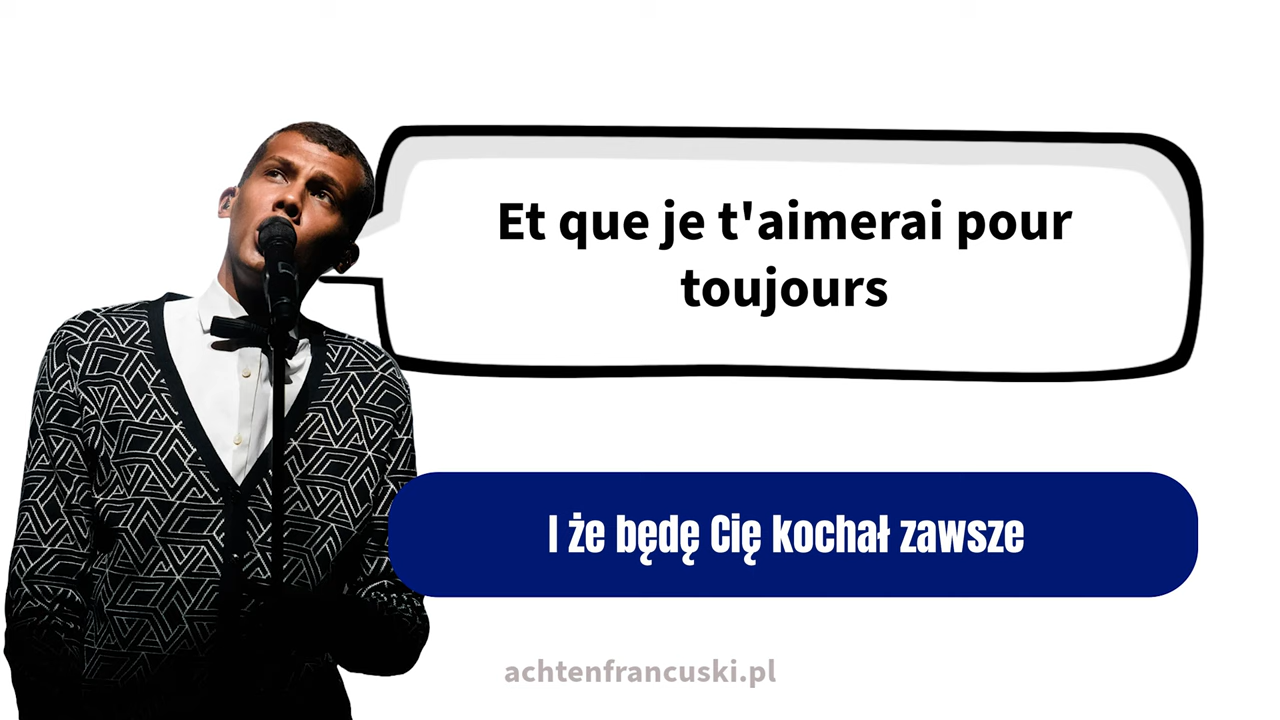 Et que je t'aimerai pour
toujours
I że będę Cię kochał zawsze
achtenfrancuski.pl